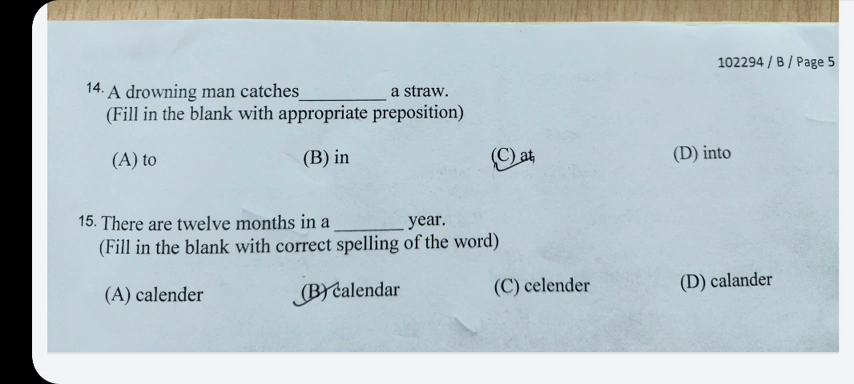 102294 / B / Page 5
14. A drowning man catches_________ a straw.
(Fill in the blank with appropriate preposition)
(A) to (B) in (C) at (D) into
15. There are twelve months in a _______ year.
(Fill in the blank with correct spelling of the word)
(A) calender (B) calendar (C) celender (D) calander